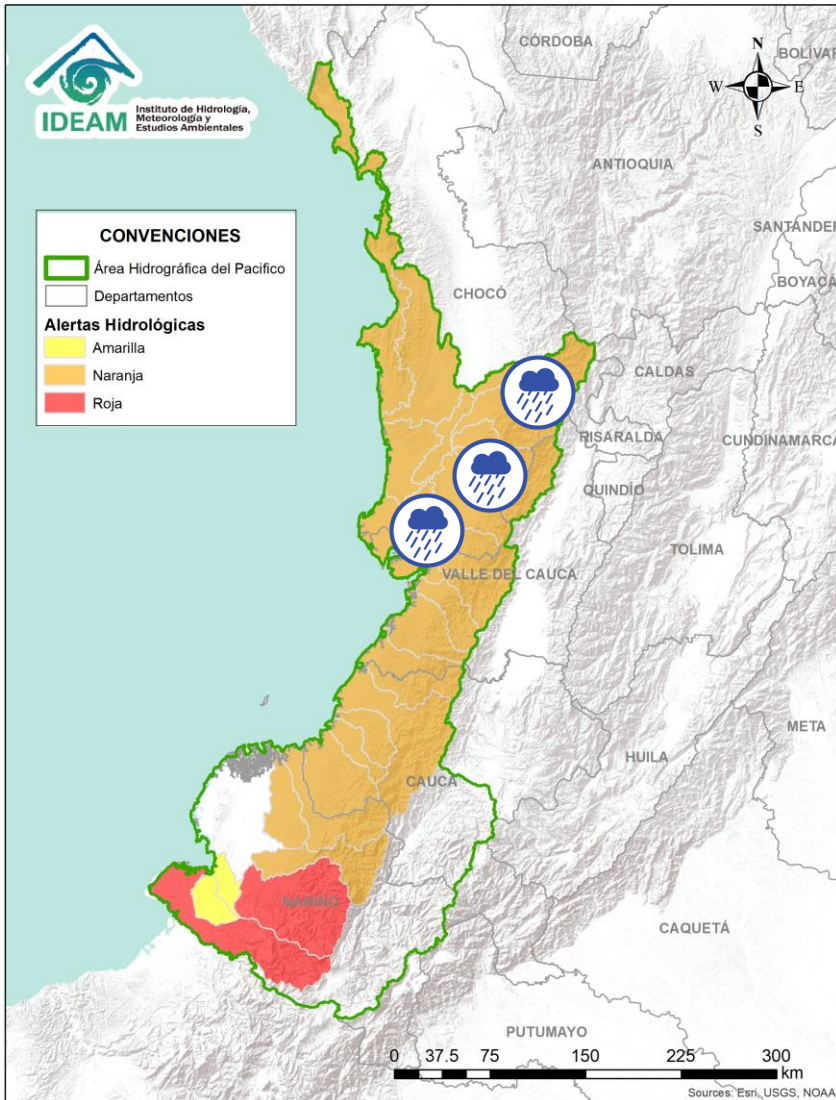 IDEAM
Instituto de Hidrología,
Meteorología y
Estudios Ambientales
CÓRDOBA
BOLÍVAR
N
W E
S
ANTIOQUIA
SANTANDER
BOYACÁ
CONVENCIONES
Área Hidrográfica del Pacifico
Departamentos
Alertas Hidrológicas
Amarilla
Naranja
Roja
CHOCÓ
CALDAS
RISARALDA
CUNDINAMARCA
QUINDÍO
TOLIMA
VALLE DEL CAUCA
META
HUILA
CAUCA
NARIÑO
CAQUETÁ
PUTUMAYO
0 37.5 75 150 225 300
km
Sources: Esri, USGS, NOAA